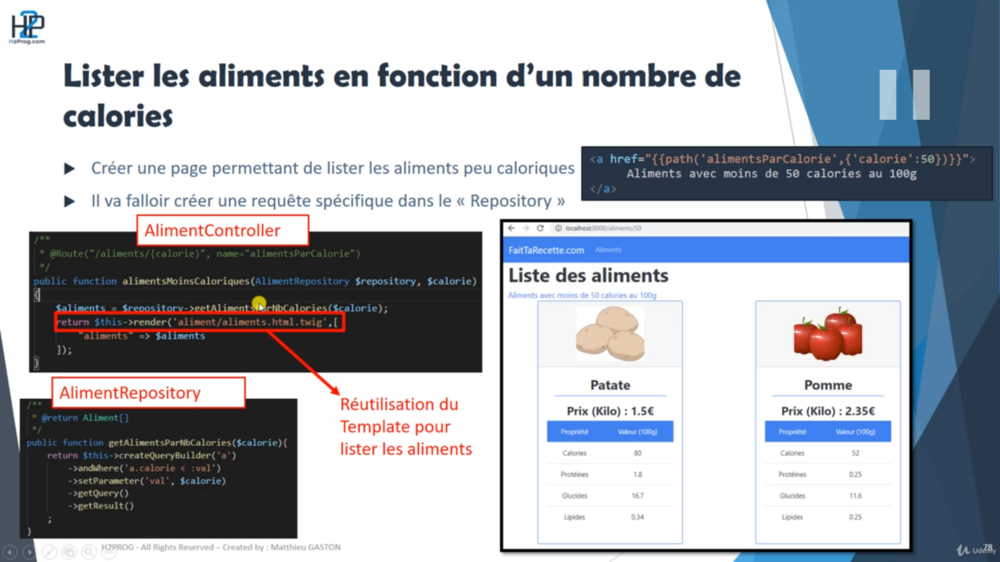 H2P
H2Prog.com
Lister les aliments en fonction d'un nombre de
calories
Créer une page permettant de lister les aliments peu caloriques
Il va falloir créer une requête spécifique dans le « Repository »
<a href="{{path('alimentsParCalorie',{'calorie':50})}}">
Aliments avec moins de 50 calories au 100g
</a>
AlimentController
/**
* @Route("/aliments/{calorie}", name="alimentsParCalorie")
*/
public function alimentsMoinsCaloriques(AlimentRepository $repository, $calorie)
{
$aliments = $repository->getAlimentsParNbCalories($calorie);
return $this->render('aliment/aliments.html.twig',[
"aliments" => $aliments
]);
}
AlimentRepository
/**
* @return Aliment[]
*/
public function getAlimentsParNbCalories($calorie){
return $this->createQueryBuilder('a')
->andWhere('a.calorie < :val')
->setParameter('val', $calorie)
->getQuery()
->getResult()
;
}
Réutilisation du
Template pour
lister les aliments
localhost:8000/aliments/50
FaitTaRecette.com Aliments
Liste des aliments
Aliments avec moins de 50 calories au 100g
Patate
Prix (Kilo) : 1.5€
Propriété Valeur (100g)
Calories 80
Protéines 1.8
Glucides 16.7
Lipides 0.34
Pomme
Prix (Kilo) : 2.35€
Propriété Valeur (100g)
Calories 52
Protéines 0.25
Glucides 11.6
Lipides 0.25
H2PROG - All Rights Reserved – Created by : Matthieu GASTON
78
Udemy